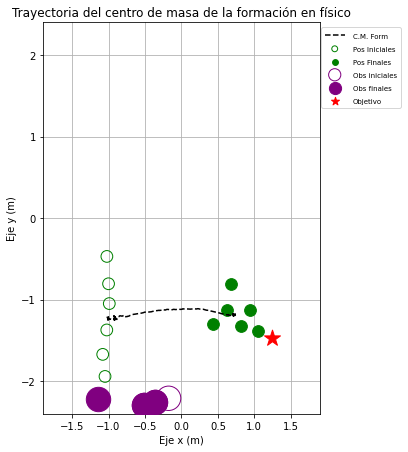 Trayectoria del centro de masa de la formación en físico
C.M. Form
Pos Iniciales
Pos Finales
Obs iniciales
Obs finales
Objetivo
Eje y (m)
2
1
0
−1
−2
−1.5
−1.0
−0.5
0.0
0.5
1.0
1.5
Eje x (m)